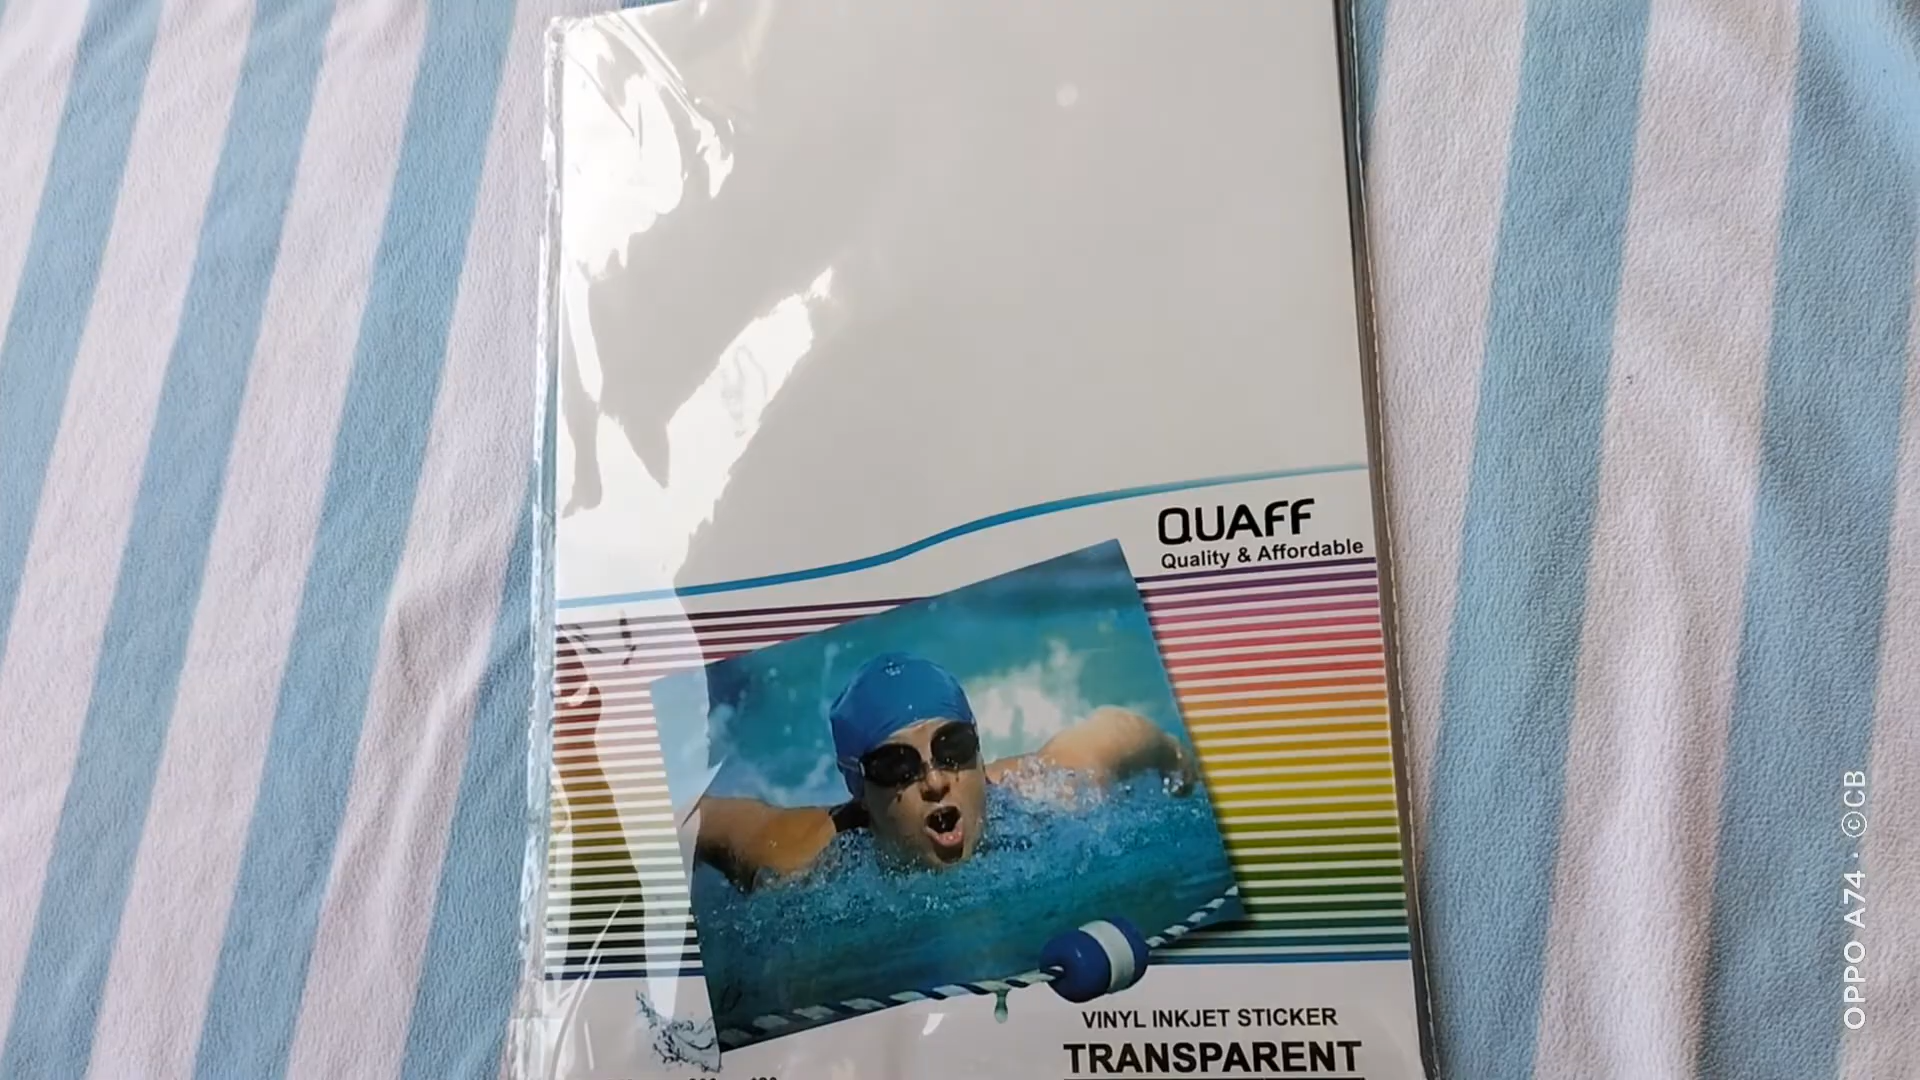 QUAFF
Quality & Affordable
VINYL INKJET STICKER
TRANSPARENT
OPPO A74 · ©CB